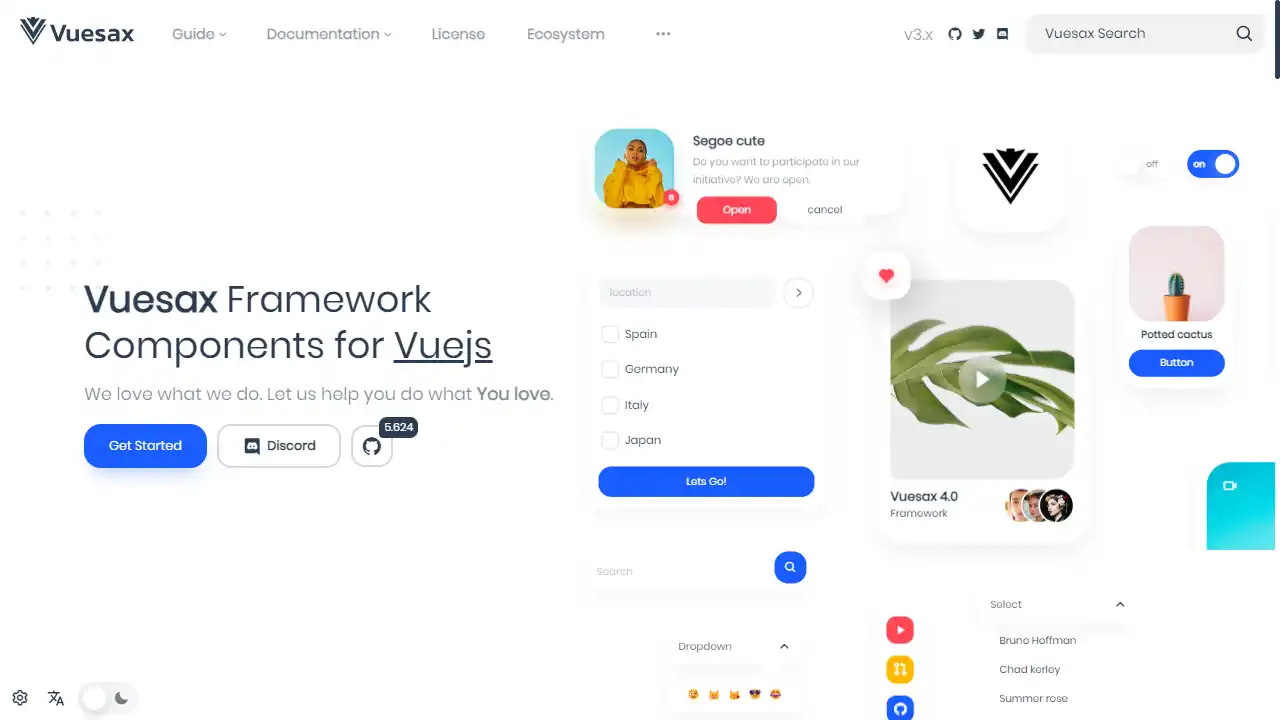 Vuesax
Guide
Documentation
License
Ecosystem
v3.x
Vuesax Search
Vuesax Framework
Components for Vuejs
We love what we do. Let us help you do what You love.
Get Started
Discord
5.624
Segoe cute
Do you want to participate in our
initiative? We are open.
8
Open
cancel
off
on
location
Spain
Germany
Italy
Japan
Lets Go!
Potted cactus
Button
Vuesax 4.0
Framework
Search
Dropdown
Select
Bruno Hoffman
Chad kerley
Summer rose